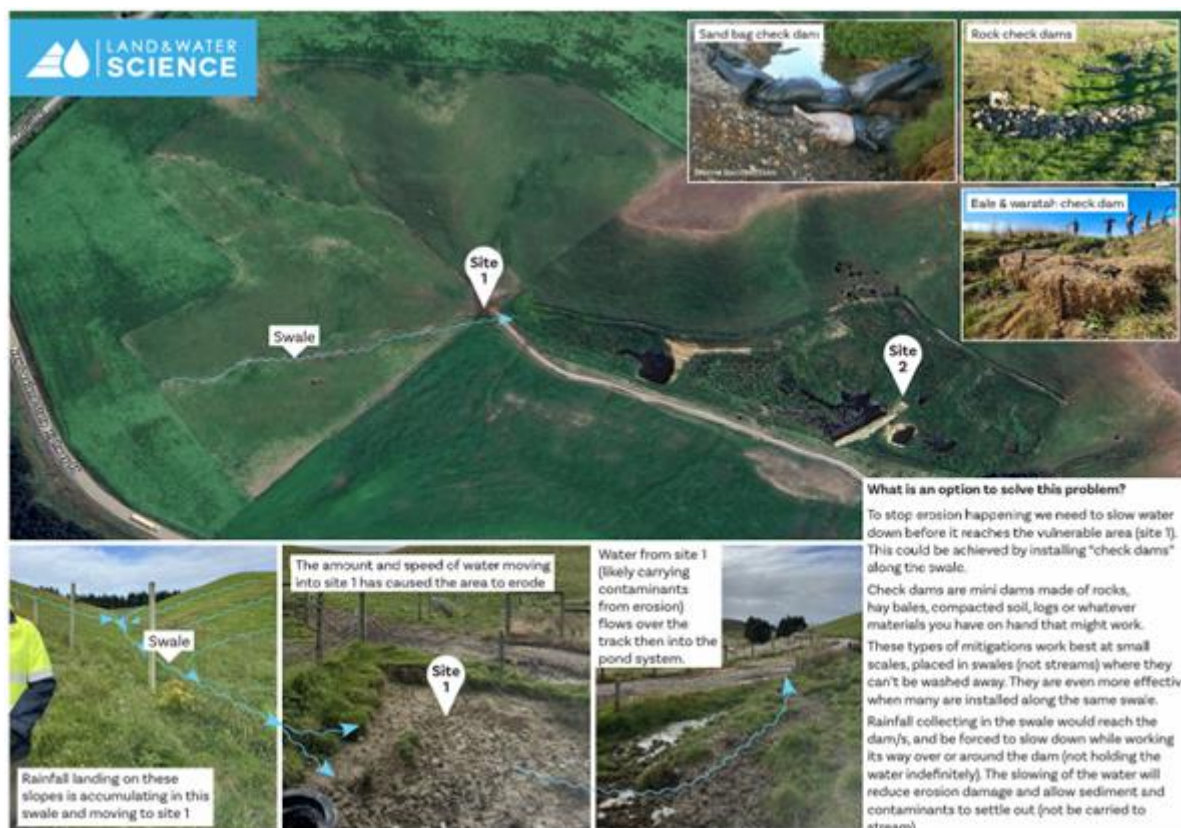 LAND & WATER
SCIENCE
Sand bag check dam
Rock check dams
Bale & waratah check dam
Site
1
Swale
Site
2
What is an option to solve this problem?
To stop erosion happening we need to slow water
down before it reaches the vulnerable area (site 1).
This could be achieved by installing "check dams"
along the swale.
Check dams are mini dams made of rocks,
hay bales, compacted soil, logs or whatever
materials you have on hand that might work.
These types of mitigations work best at small
scales, placed in swales (not streams) where they
can't be washed away. They are even more effectiv
when many are installed along the same swale.
Rainfall collecting in the swale would reach the
dam/s, and be forced to slow down while working
its way over or around the dam (not holding the
water indefinitely). The slowing of the water will
reduce erosion damage and allow sediment and
contaminants to settle out (not be carried to
stream)
Swale
Rainfall landing on these
slopes is accumulating in this
swale and moving to site 1
The amount and speed of water moving
into site 1 has caused the area to erode
Site
1
Water from site 1
(likely carrying
contaminants
from erosion)
flows over the
track then into the
pond system.